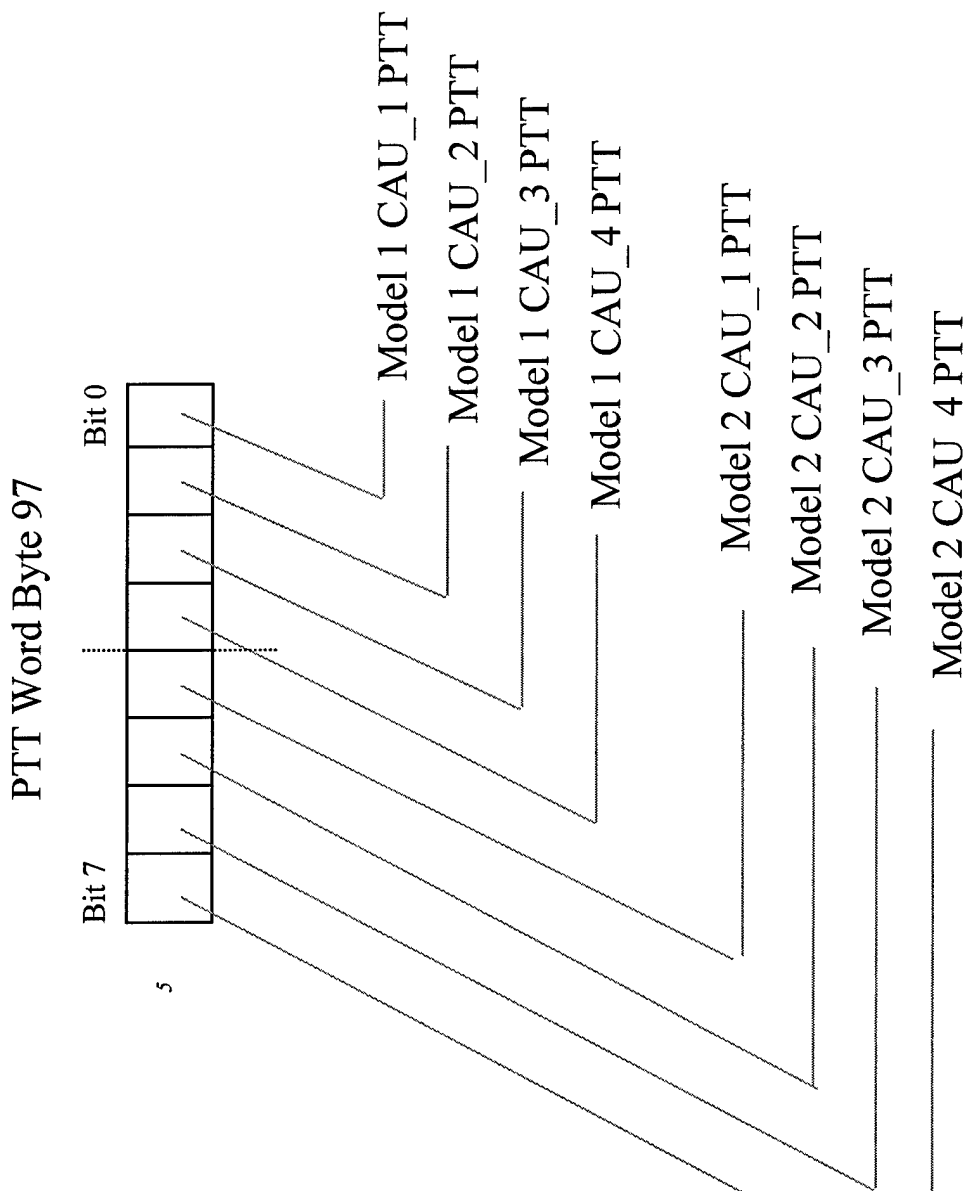 PTT Word Byte 97
Bit 7
Bit 0
5
Model 1 CAU_1 PTT
Model 1 CAU_2 PTT
Model 1 CAU_3 PTT
Model 1 CAU_4 PTT
Model 2 CAU_1 PTT
Model 2 CAU_2 PTT
Model 2 CAU_3 PTT
Model 2 CAU_4 PTT